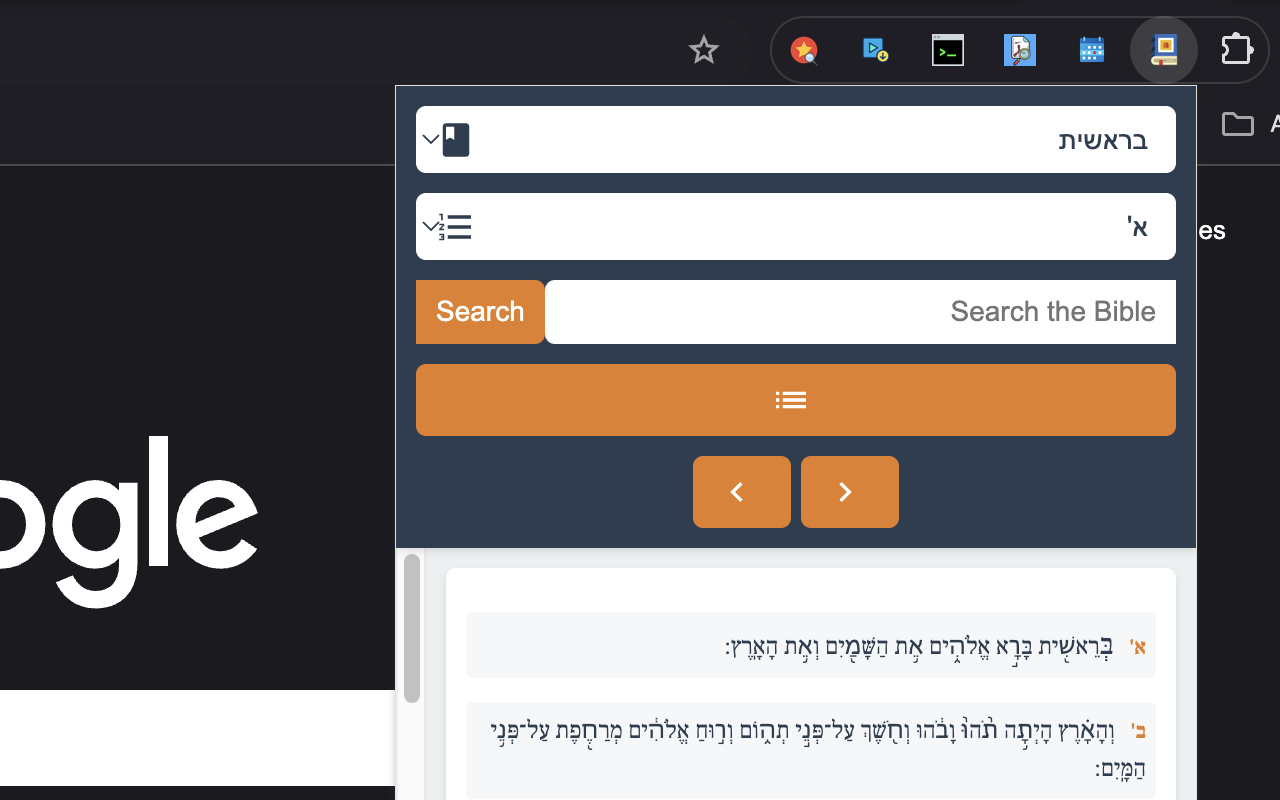 בראשית
א'
es
Search
Search the Bible
ogle
א' בְּרֵאשִׁ֖ית בָּרָ֣א אֱלֹהִ֑ים אֵ֥ת הַשָּׁמַ֖יִם וְאֵ֥ת הָאָֽרֶץ׃
ב' וְהָאָ֗רֶץ הָיְתָ֥ה תֹ֙הוּ֙ וָבֹ֔הוּ וְחֹ֖שֶׁךְ עַל־פְּנֵ֣י תְה֑וֹם וְר֣וּחַ אֱלֹהִ֔ים מְרַחֶ֖פֶת עַל־פְּנֵ֥י
הַמָּֽיִם׃